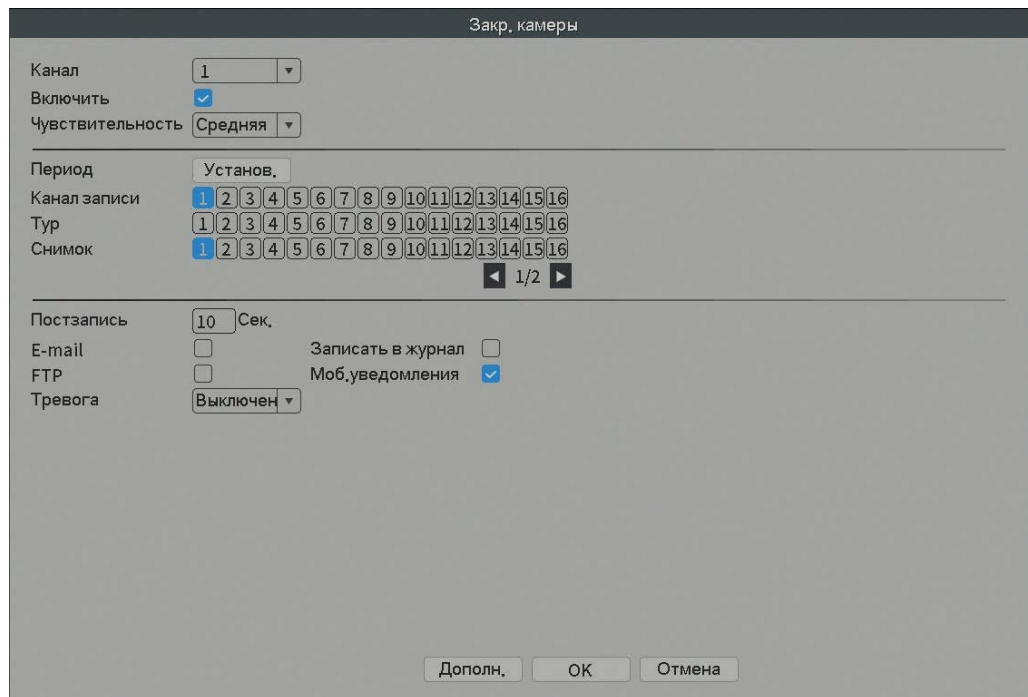 Закр. камеры
Канал 1
Включить
Чувствительность Средняя
Период Установ.
Канал записи 1 2 3 4 5 6 7 8 9 10 11 12 13 14 15 16
Тур 1 2 3 4 5 6 7 8 9 10 11 12 13 14 15 16
Снимок 1 2 3 4 5 6 7 8 9 10 11 12 13 14 15 16
1/2
Постзапись 10 Сек.
E-mail Записать в журнал
FTP Моб.уведомления
Тревога Выключен
Дополн. OK Отмена